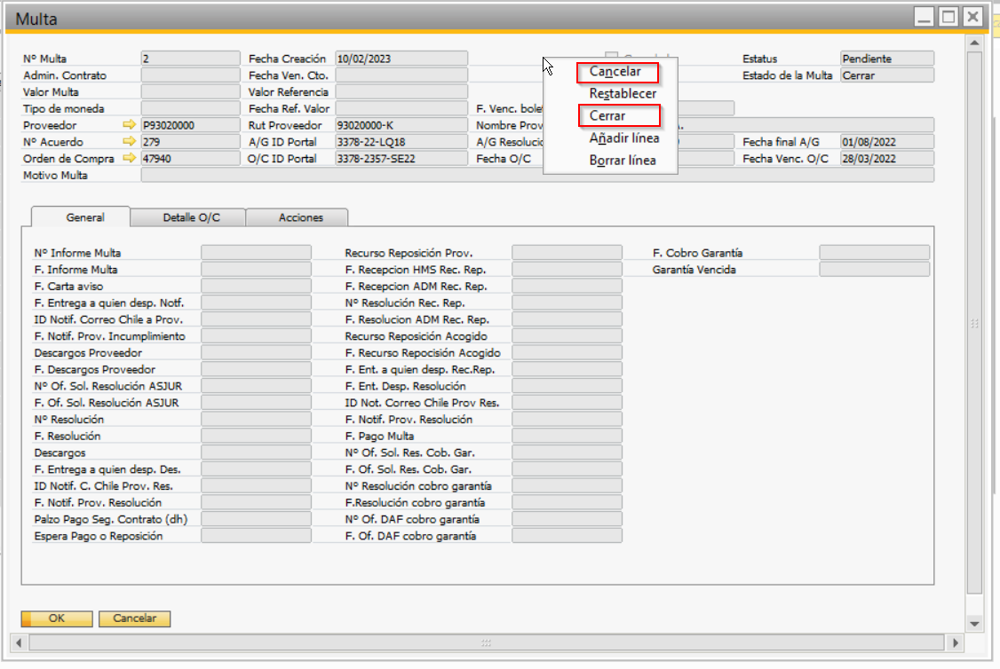 Multa
Nº Multa 2 Fecha Creación 10/02/2023 Estatus Pendiente
Admin. Contrato Fecha Ven. Cto. Estado de la Multa Cerrar
Valor Multa Valor Referencia
Tipo de moneda Fecha Ref. Valor F. Venc. bole
Proveedor P93020000 Rut Proveedor 93020000-K Nombre Prov A.
Nº Acuerdo 279 A/G ID Portal 3378-22-LQ18 A/G Resoluci Fecha final A/G 01/08/2022
Orden de Compra 47940 O/C ID Portal 3378-2357-SE22 Fecha O/C Fecha Venc. O/C 28/03/2022
Motivo Multa
Cancelar
Restablecer
Cerrar
Añadir línea
Borrar línea
General Detalle O/C Acciones
Nº Informe Multa Recurso Reposición Prov. F. Cobro Garantía
F. Informe Multa F. Recepcion HMS Rec. Rep. Garantía Vencida
F. Carta aviso F. Recepcion ADM Rec. Rep.
F. Entrega a quien desp. Notf. Nº Resolución Rec. Rep.
ID Notif. Correo Chile a Prov. F. Resolucion ADM Rec. Rep.
F. Notif. Prov. Incumplimiento Recurso Reposición Acogido
Descargos Proveedor F. Recurso Repocisión Acogido
F. Descargos Proveedor F. Ent. a quien desp. Rec.Rep.
Nº Of. Sol. Resolución ASJUR F. Ent. Desp. Resolución
F. Of. Sol. Resolución ASJUR ID Not. Correo Chile Prov Res.
Nº Resolución F. Notif. Prov. Resolución
F. Resolución F. Pago Multa
Descargos Nº Of. Sol. Res. Cob. Gar.
F. Entrega a quien desp. Des. F. Of. Sol. Res. Cob. Gar.
ID Notif. C. Chile Prov. Res. Nº Resolución cobro garantía
F. Notif. Prov. Resolución F.Resolución cobro garantía
Palzo Pago Seg. Contrato (dh) Nº Of. DAF cobro garantía
Espera Pago o Reposición F. Of. DAF cobro garantía
OK Cancelar